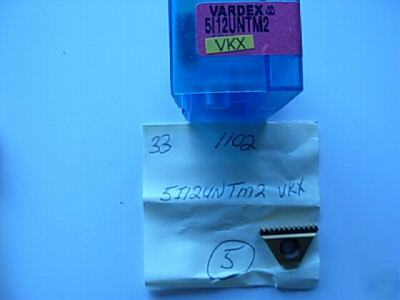 VARDEX
5I12UNTM2
VKX
33 1102
5I12UNTM2 VKX
5